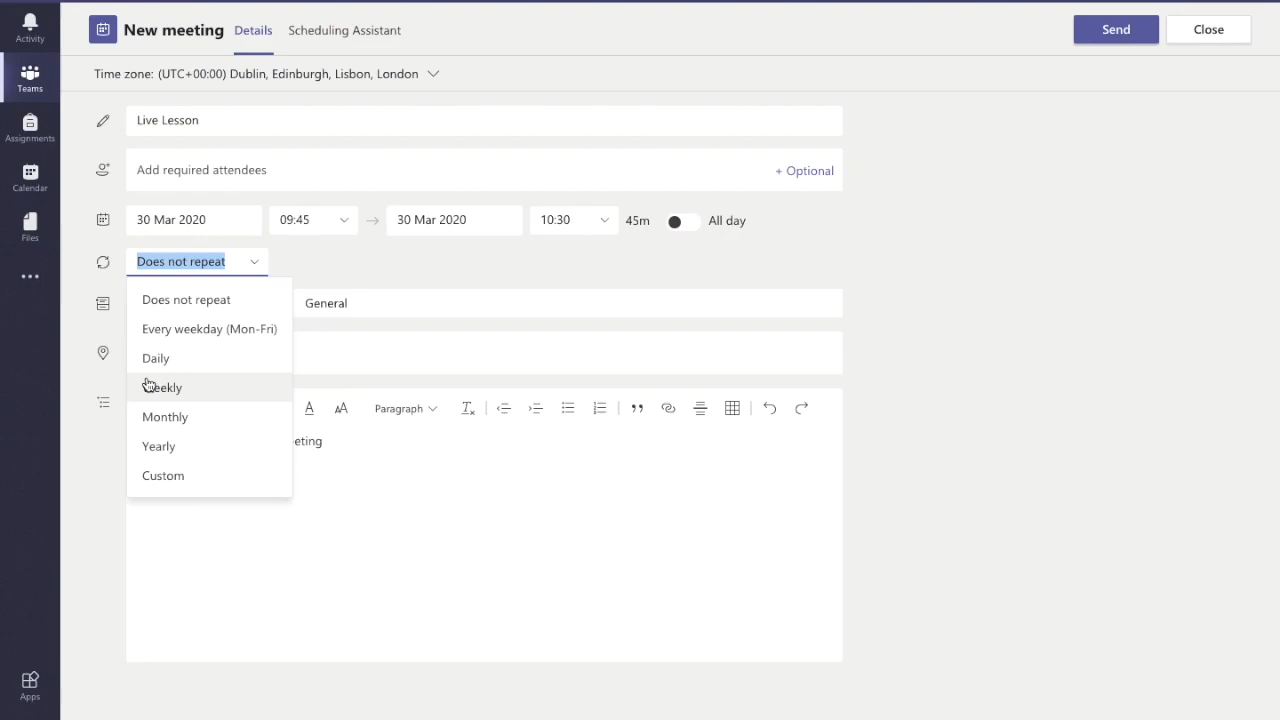 Activity
Teams
Assignments
Calendar
Files
Apps
New meeting
Details
Scheduling Assistant
Send
Close
Time zone: (UTC+00:00) Dublin, Edinburgh, Lisbon, London
Live Lesson
Add required attendees
+ Optional
30 Mar 2020
09:45
30 Mar 2020
10:30
45m
All day
Does not repeat
Does not repeat
Every weekday (Mon-Fri)
Daily
Weekly
Monthly
Yearly
Custom
General
A
AA
Paragraph
eting